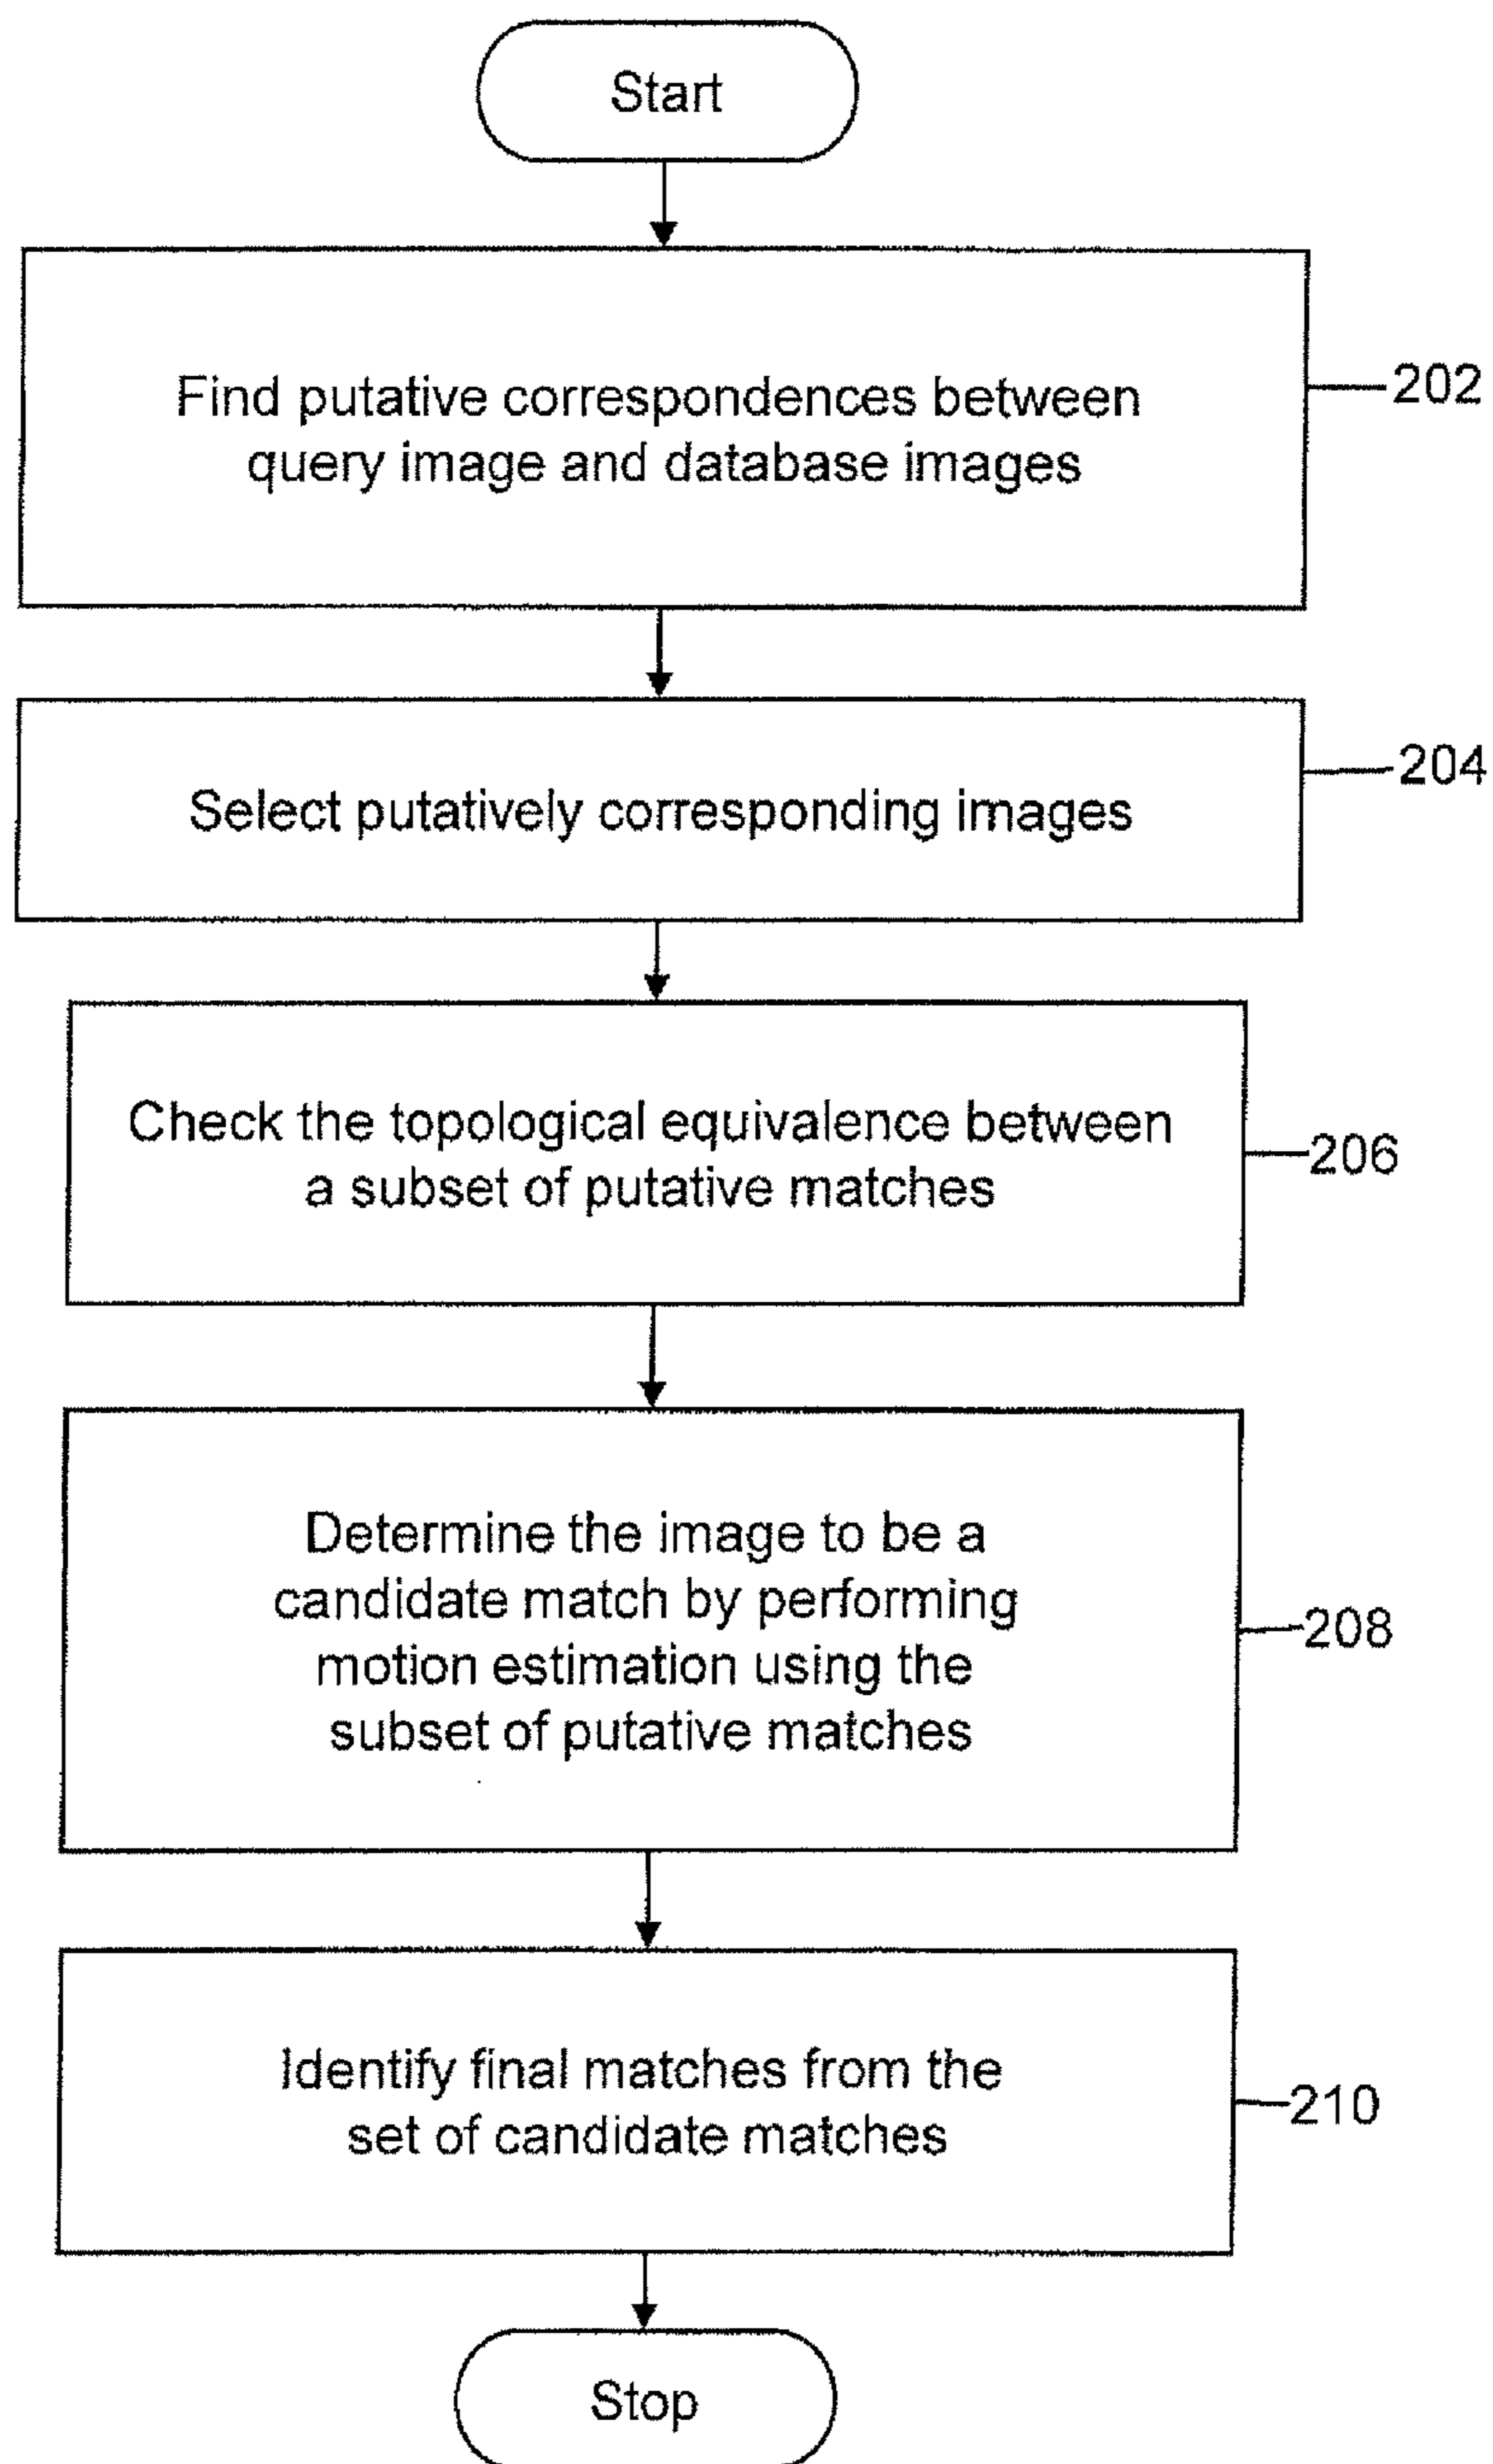 Start
Find putative correspondences between
query image and database images
202
Select putatively corresponding images
204
Check the topological equivalence between
a subset of putative matches
206
Determine the image to be a
candidate match by performing
motion estimation using the
subset of putative matches
208
Identify final matches from the
set of candidate matches
210
Stop